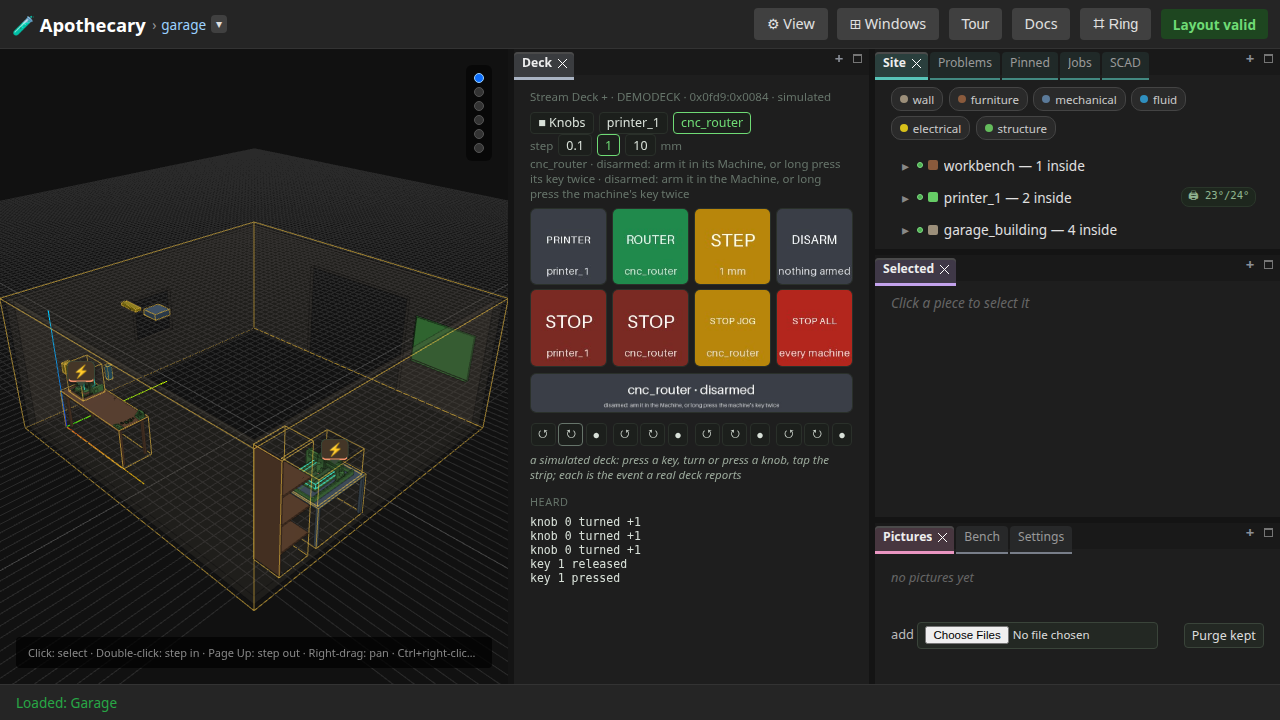 Apothecary › garage ▾
View
Windows
Tour
Docs
Ring
Layout valid
Click: select · Double-click: step in · Page Up: step out · Right-drag: pan · Ctrl+right-clic...
Deck
Stream Deck + · DEMODECK · 0x0fd9:0x0084 · simulated
■ Knobs printer_1 cnc_router
step 0.1 1 10 mm
cnc_router · disarmed: arm it in its Machine, or long press
its key twice · disarmed: arm it in the Machine, or long
press the machine's key twice
PRINTER ROUTER STEP DISARM
printer_1 cnc_router 1 mm nothing armed
STOP STOP STOP JOG STOP ALL
printer_1 cnc_router cnc_router every machine
cnc_router · disarmed
disarmed: arm it in the Machine, or long press the machine's key twice
a simulated deck: press a key, turn or press a knob, tap the
strip; each is the event a real deck reports
HEARD
knob 0 turned +1
knob 0 turned +1
knob 0 turned +1
key 1 released
key 1 pressed
Site Problems Pinned Jobs SCAD
wall furniture mechanical fluid
electrical structure
workbench — 1 inside
printer_1 — 2 inside 23°/24°
garage_building — 4 inside
Selected
Click a piece to select it
Pictures Bench Settings
no pictures yet
add Choose Files No file chosen Purge kept
Loaded: Garage